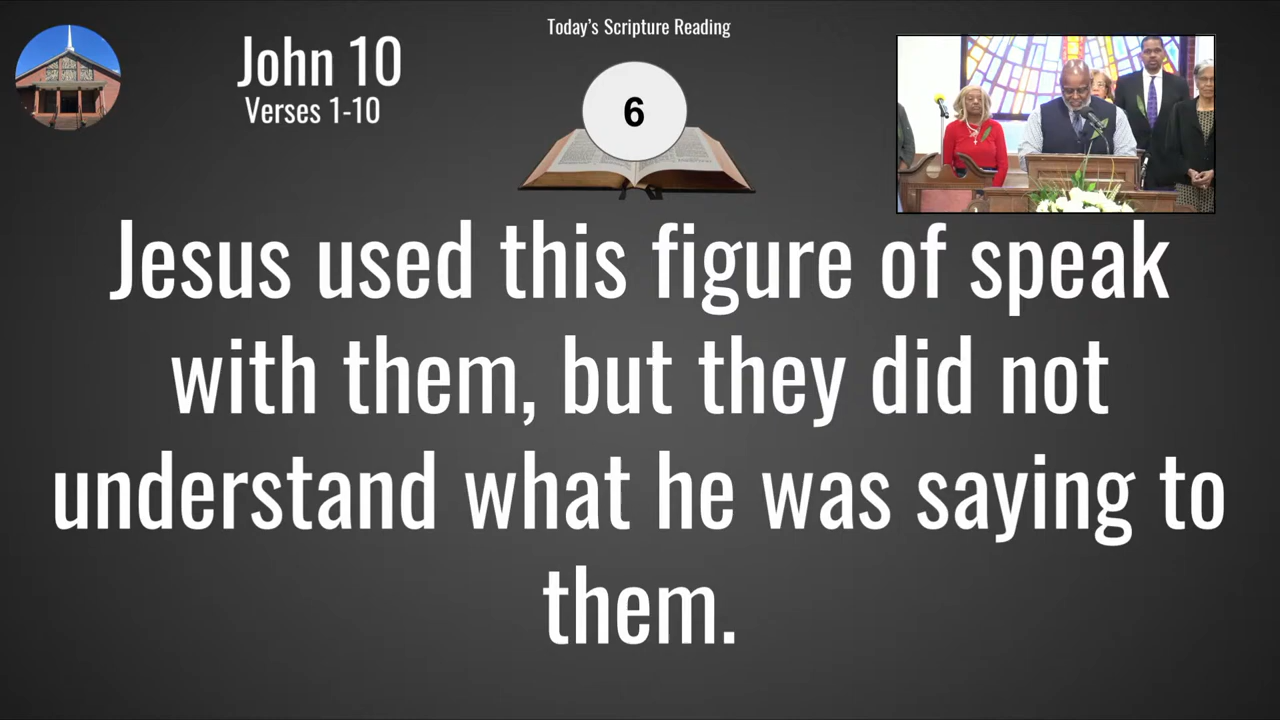 Today's Scripture Reading
John 10
Verses 1-10
6
Jesus used this figure of speak
with them, but they did not
understand what he was saying to
them.